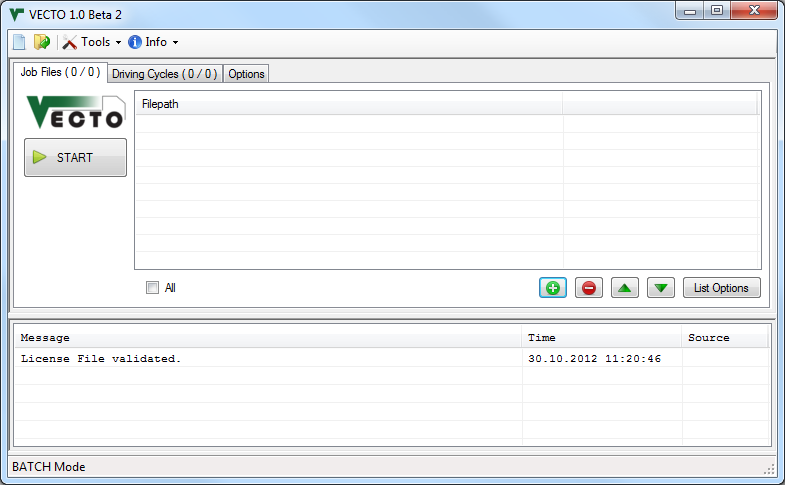 VECTO 1.0 Beta 2
Tools Info
Job Files ( 0 / 0 ) Driving Cycles ( 0 / 0 ) Options
VECTO
Filepath
START
All
List Options
Message Time Source
License File validated. 30.10.2012 11:20:46
BATCH Mode